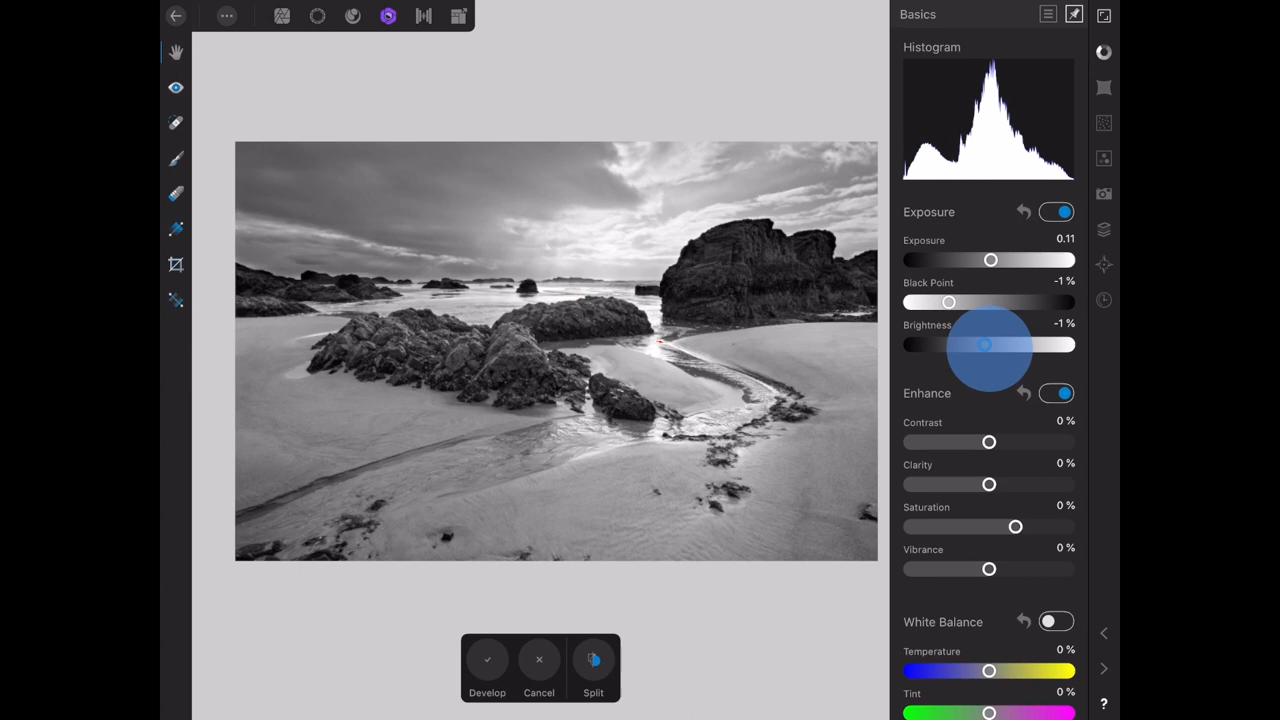 Basics
Histogram
Exposure
Exposure 0.11
Black Point -1 %
Brightness -1 %
Enhance
Contrast 0 %
Clarity 0 %
Saturation 0 %
Vibrance 0 %
White Balance
Temperature 0 %
Tint 0 %
Develop Cancel Split
?